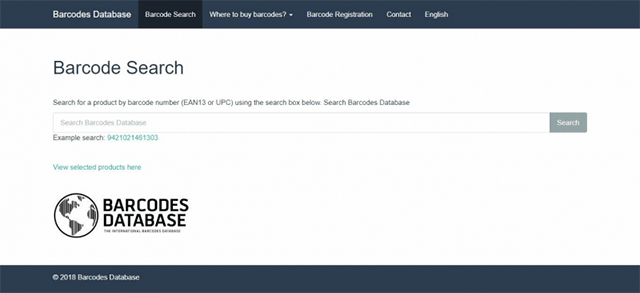 Barcodes Database Barcode Search Where to buy barcodes? Barcode Registration Contact English
Barcode Search
Search for a product by barcode number (EAN13 or UPC) using the search box below. Search Barcodes Database
Search Barcodes Database Search
Example search: 9421021461303
View selected products here
BARCODES
DATABASE
THE INTERNATIONAL BARCODES DATABASE
© 2018 Barcodes Database